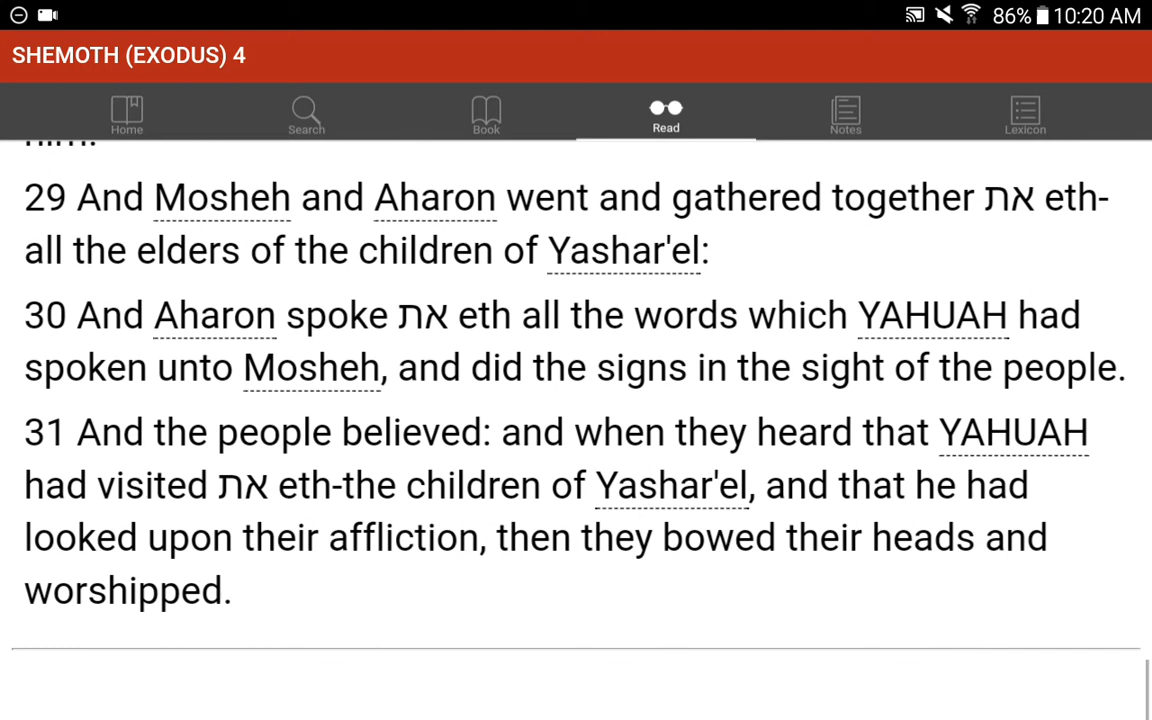 86% 10:20 AM
SHEMOTH (EXODUS) 4
Home Search Book Read Notes Lexicon
him.
29 And Mosheh and Aharon went and gathered together את eth-
all the elders of the children of Yashar'el:
30 And Aharon spoke את eth all the words which YAHUAH had
spoken unto Mosheh, and did the signs in the sight of the people.
31 And the people believed: and when they heard that YAHUAH
had visited את eth-the children of Yashar'el, and that he had
looked upon their affliction, then they bowed their heads and
worshipped.